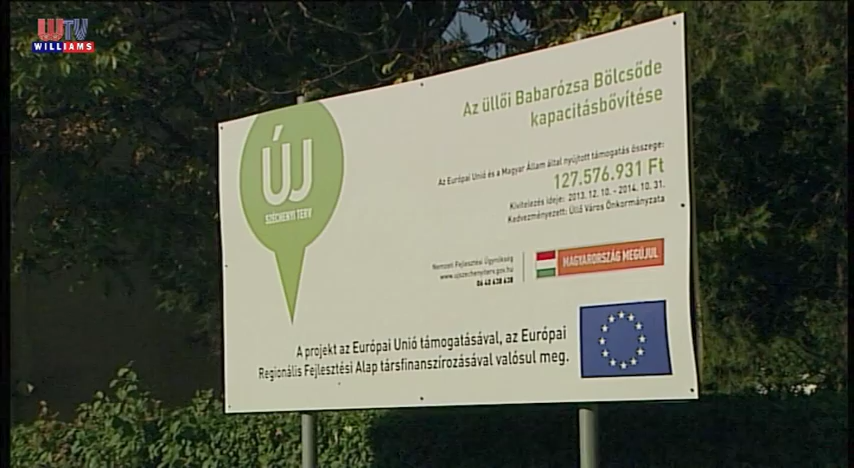 WTV
WILLIAMS
Az üllői Babarózsa Bölcsőde
kapacitásbővítése
ÚJ
SZÉCHENYI TERV
Az Európai Unió és a Magyar Állam által nyújtott támogatás összege:
127.576.931 Ft
Kivitelezés ideje: 2013. 12. 10. - 2014. 10. 31.
Kedvezményezett: Üllő Város Önkormányzata
Nemzeti Fejlesztési Ügynökség
www.ujszechenyiterv.gov.hu
06 40 638 638
MAGYARORSZÁG MEGÚJUL
A projekt az Európai Unió támogatásával, az Európai
Regionális Fejlesztési Alap társfinanszírozásával valósul meg.